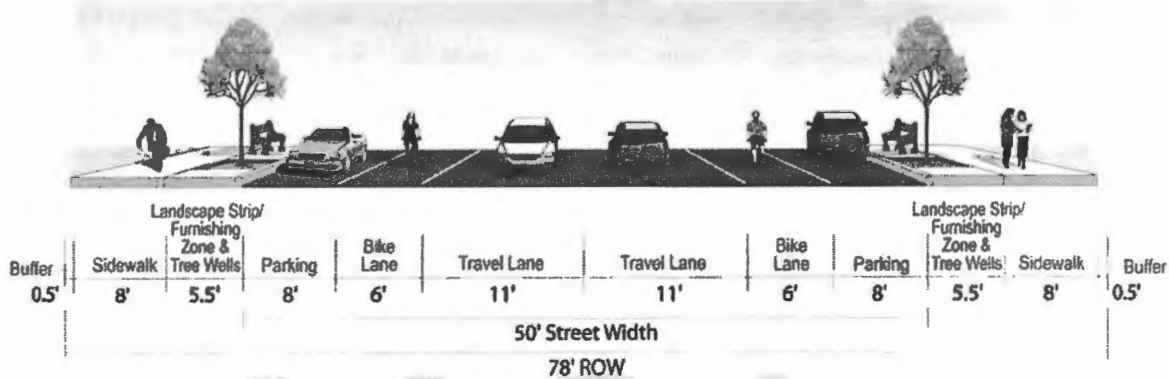 Landscape Strip/
Furnishing
Zone &
Tree Wells
Landscape Strip/
Furnishing
Zone &
Tree Wells
Buffer
Sidewalk
Parking
Bike
Lane
Travel Lane
Travel Lane
Bike
Lane
Parking
Sidewalk
Buffer
0.5' 8' 5.5' 8' 6' 11' 11' 6' 8' 5.5' 8' 0.5'
50' Street Width
78' ROW